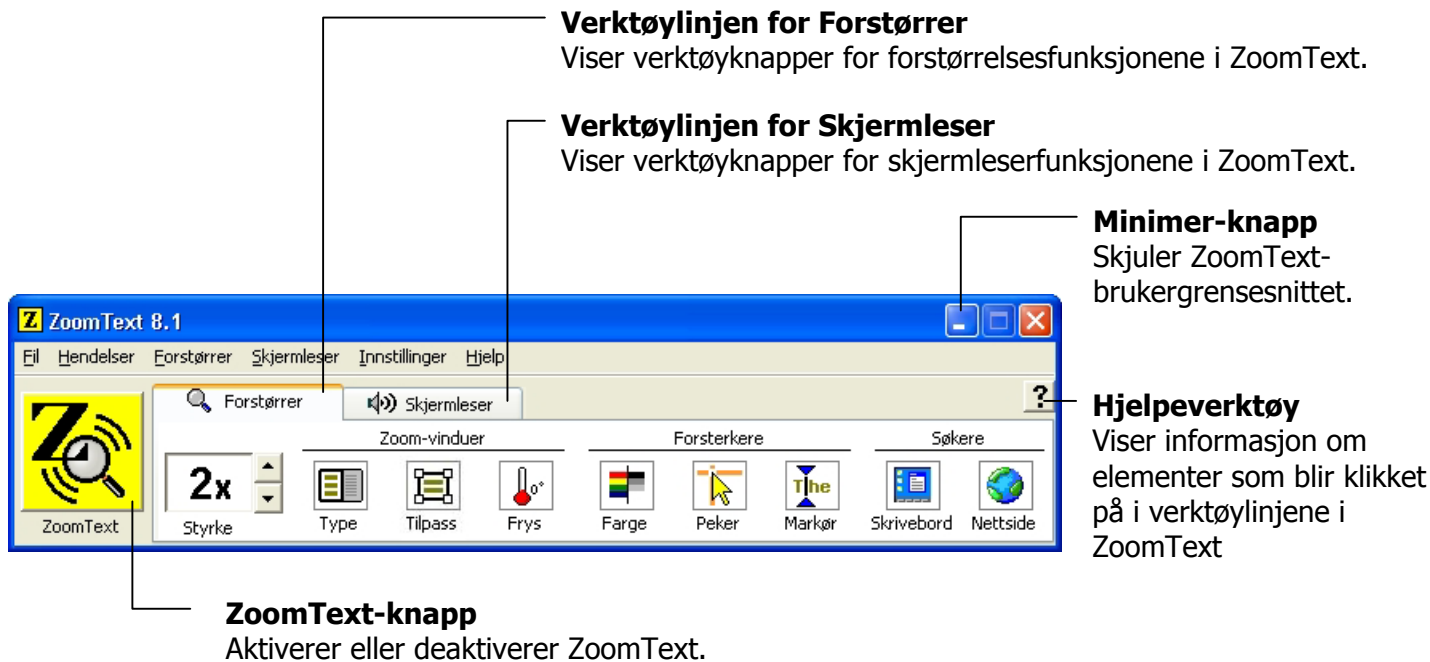 Verktøylinjen for Forstørrer
Viser verktøyknapper for forstørrelsesfunksjonene i ZoomText.
Verktøylinjen for Skjermleser
Viser verktøyknapper for skjermleserfunksjonene i ZoomText.
Minimer-knapp
Skjuler ZoomText-
brukergrensesnittet.
Z ZoomText 8.1
Fil Hendelser Forstørrer Skjermleser Innstillinger Hjelp
Forstørrer Skjermleser ?
Zoom-vinduer Forsterkere Søkere
Z 2x 0° T|he
ZoomText Styrke Type Tilpass Frys Farge Peker Markør Skrivebord Nettside
Hjelpeverktøy
Viser informasjon om
elementer som blir klikket
på i verktøylinjene i
ZoomText
ZoomText-knapp
Aktiverer eller deaktiverer ZoomText.